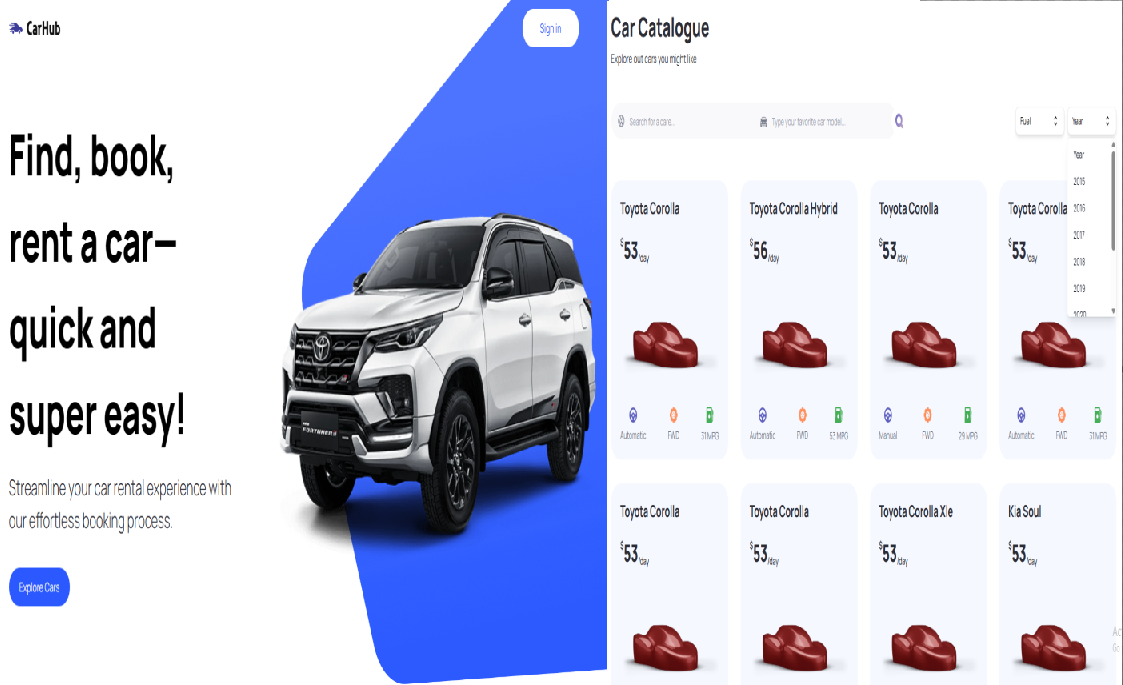 CarHub
Sign in
Find, book,
rent a car—
quick and
super easy!
Streamline your car rental experience with
our effortless booking process.
Explore Cars
Car Catalogue
Explore out cars you might like
Search for a care...
Type your favorite car model...
Fuel
Year
Year
2015
2016
2017
2018
2019
2020
Toyota Corolla
$53/day
Automatic FWD 31 MPG
Toyota Corolla Hybrid
$56/day
Automatic FWD 53 MPG
Toyota Corolla
$53/day
Manual FWD 29 MPG
Toyota Corolla
$53/day
Automatic FWD 31 MPG
Toyota Corolla
$53/day
Toyota Corolla
$53/day
Toyota Corolla Xle
$53/day
Kia Soul
$53/day
FORTUNER